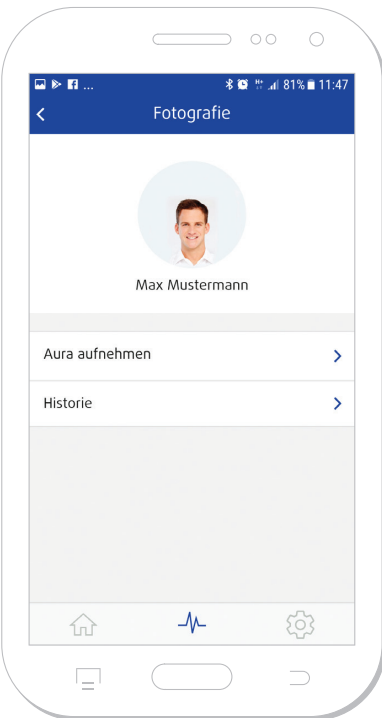 ... 81% 11:47
Fotografie
Max Mustermann
Aura aufnehmen
Historie